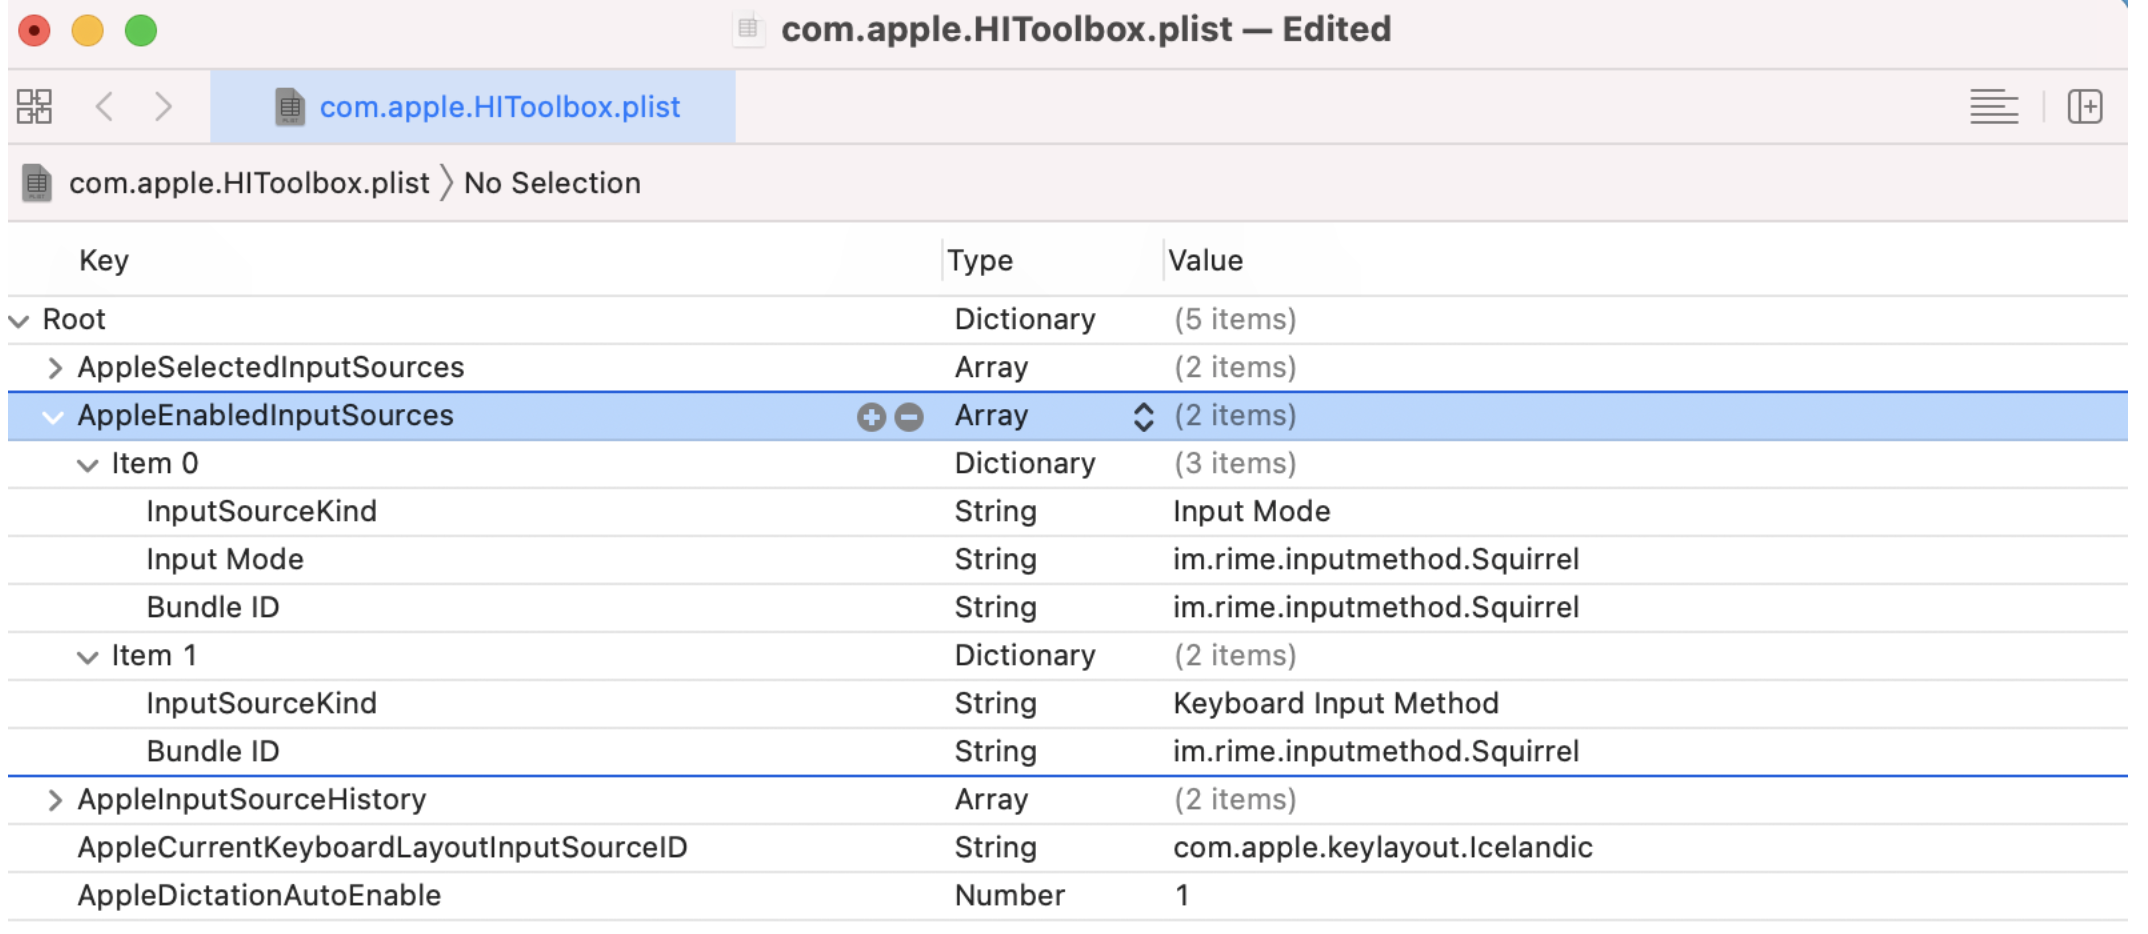 com.apple.HIToolbox.plist — Edited
com.apple.HIToolbox.plist
com.apple.HIToolbox.plist 〉 No Selection
Key Type Value
Root Dictionary (5 items)
AppleSelectedInputSources Array (2 items)
AppleEnabledInputSources Array (2 items)
Item 0 Dictionary (3 items)
InputSourceKind String Input Mode
Input Mode String im.rime.inputmethod.Squirrel
Bundle ID String im.rime.inputmethod.Squirrel
Item 1 Dictionary (2 items)
InputSourceKind String Keyboard Input Method
Bundle ID String im.rime.inputmethod.Squirrel
AppleInputSourceHistory Array (2 items)
AppleCurrentKeyboardLayoutInputSourceID String com.apple.keylayout.Icelandic
AppleDictationAutoEnable Number 1